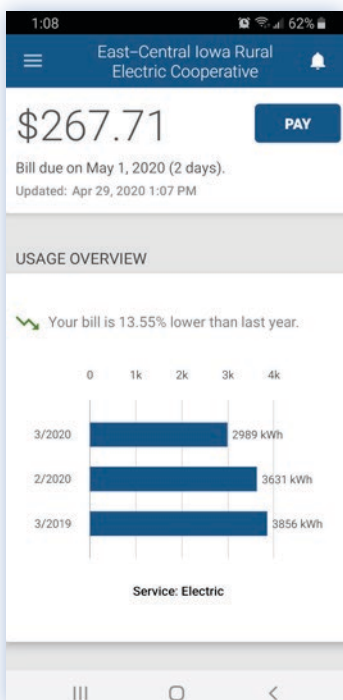 1:08 62%
East-Central Iowa Rural
Electric Cooperative
$267.71 PAY
Bill due on May 1, 2020 (2 days).
Updated: Apr 29, 2020 1:07 PM
USAGE OVERVIEW
Your bill is 13.55% lower than last year.
0 1k 2k 3k 4k
3/2020 2989 kWh
2/2020 3631 kWh
3/2019 3856 kWh
Service: Electric